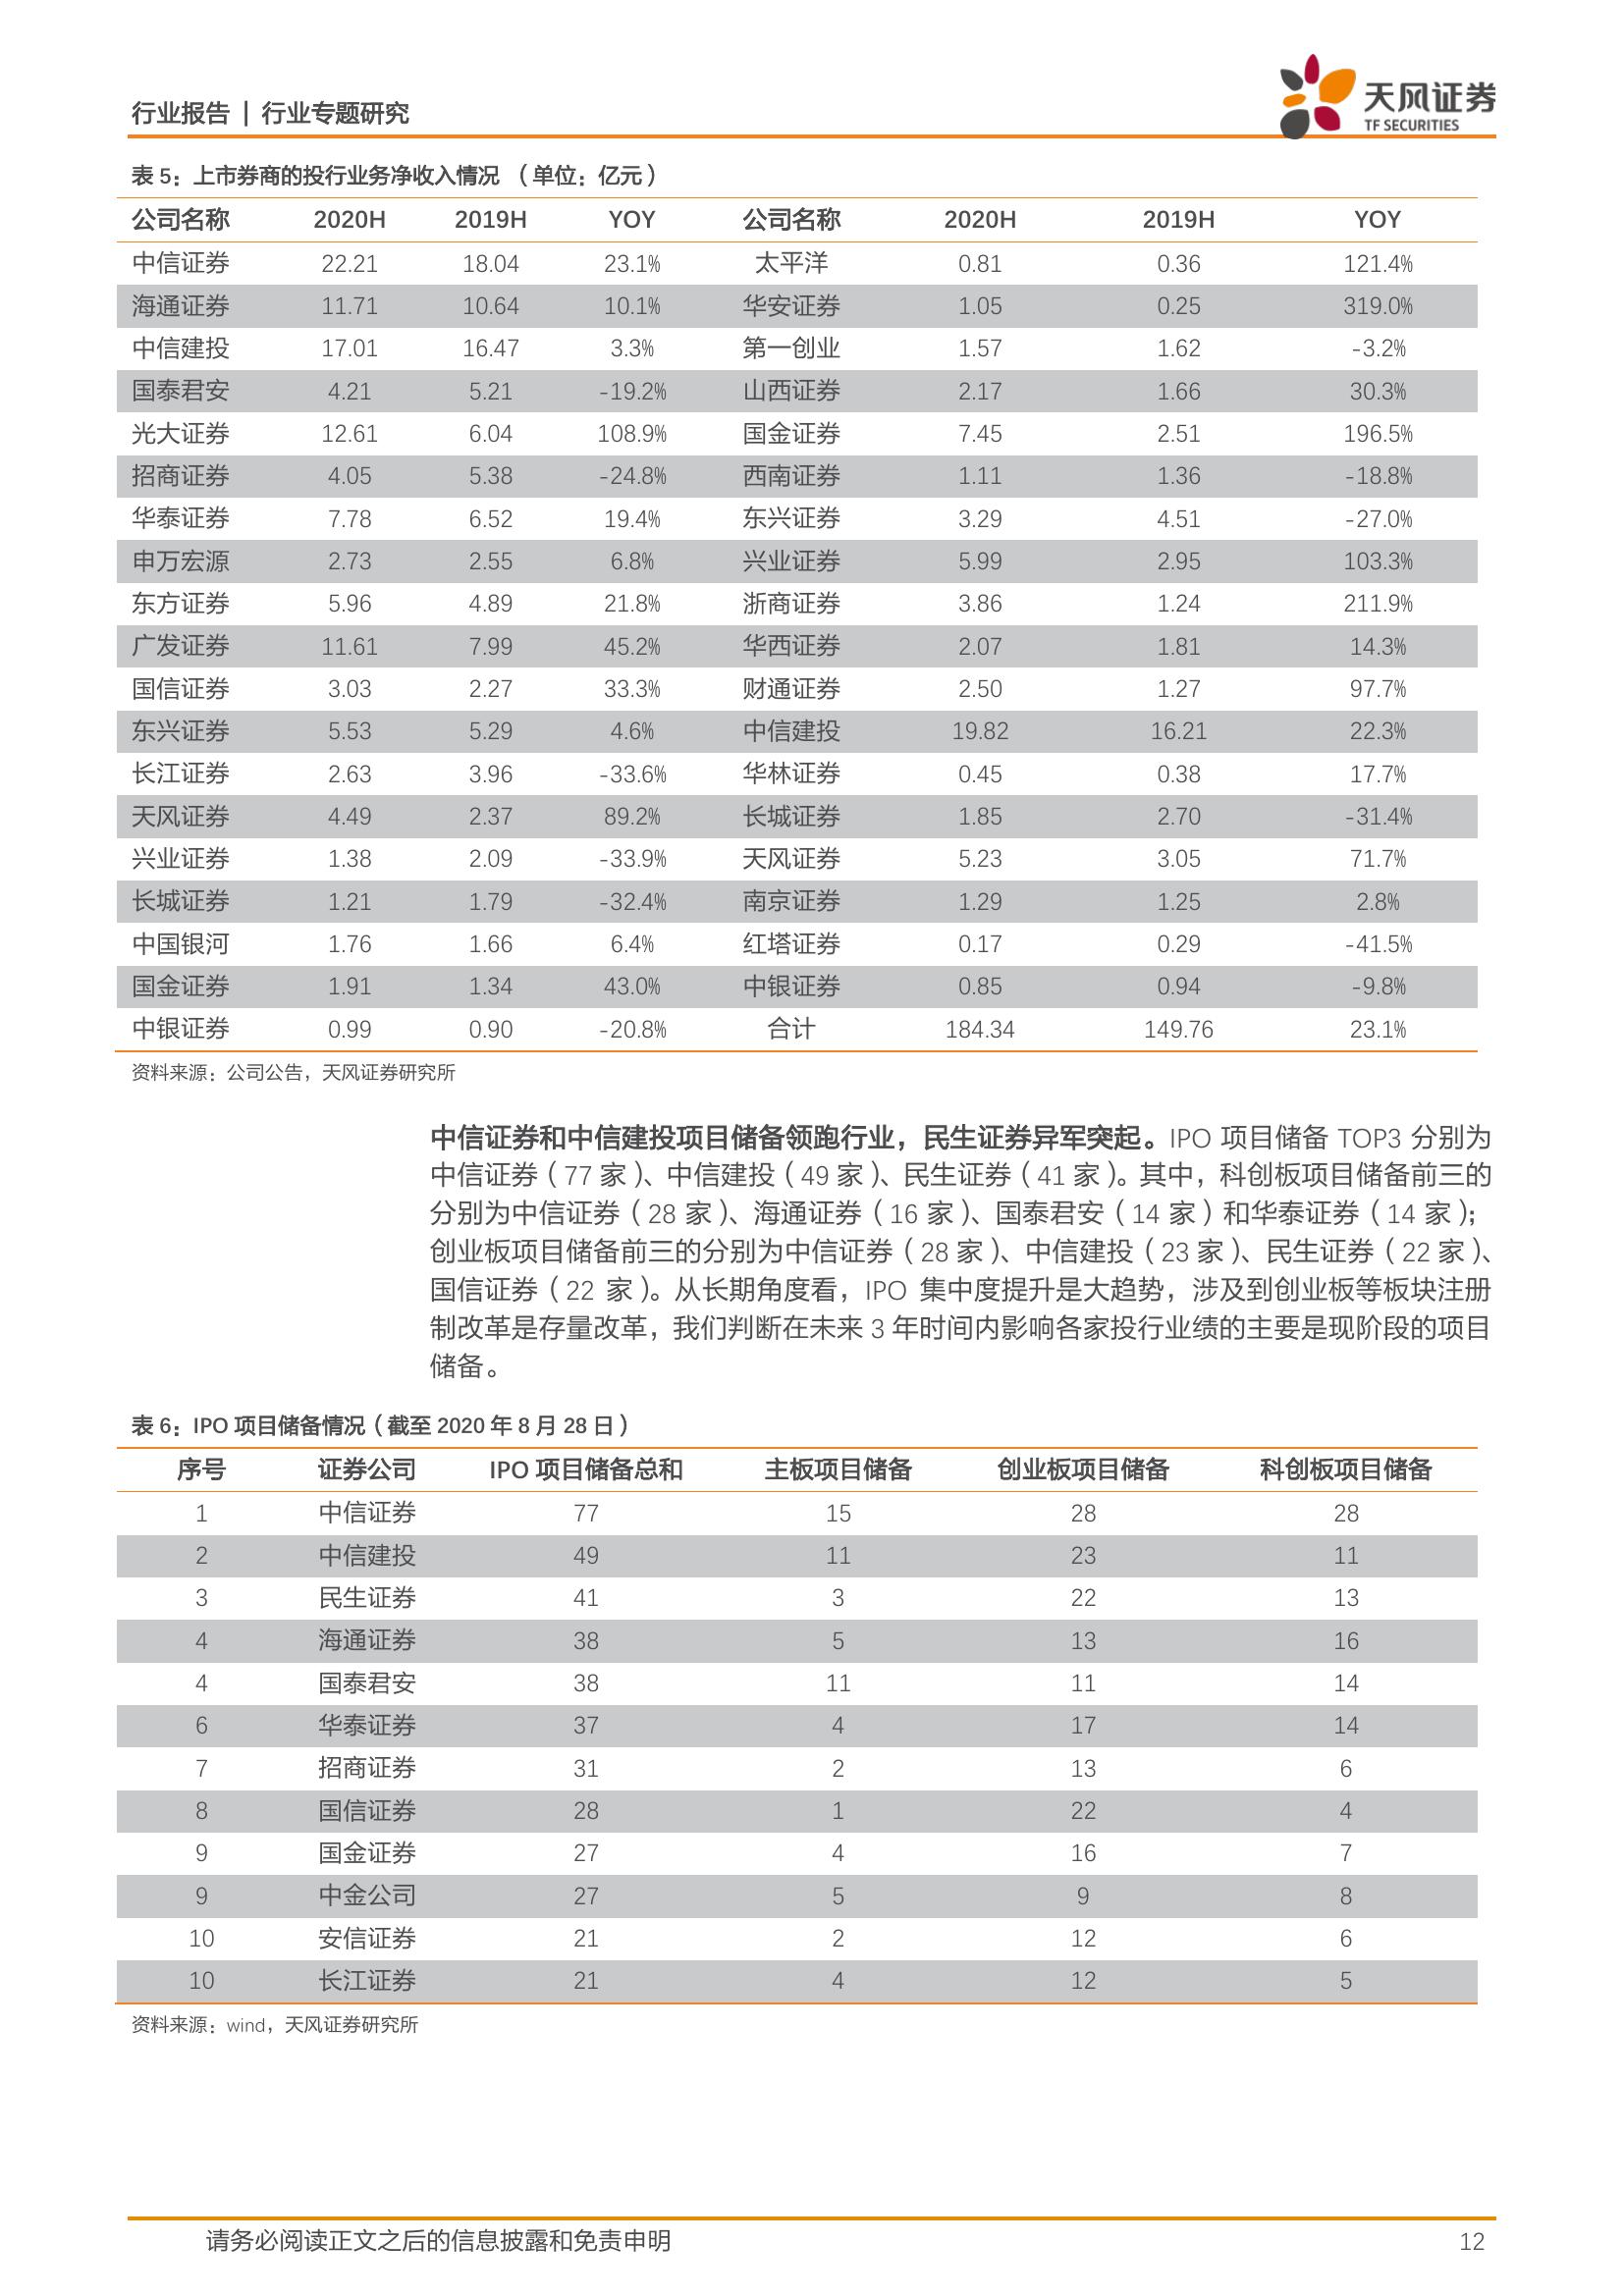 行业报告 | 行业专题研究
天风证券
TF SECURITIES
表 5：上市券商的投行业务净收入情况 （单位：亿元）
公司名称 2020H 2019H YOY 公司名称 2020H 2019H YOY
中信证券 22.21 18.04 23.1% 太平洋 0.81 0.36 121.4%
海通证券 11.71 10.64 10.1% 华安证券 1.05 0.25 319.0%
中信建投 17.01 16.47 3.3% 第一创业 1.57 1.62 -3.2%
国泰君安 4.21 5.21 -19.2% 山西证券 2.17 1.66 30.3%
光大证券 12.61 6.04 108.9% 国金证券 7.45 2.51 196.5%
招商证券 4.05 5.38 -24.8% 西南证券 1.11 1.36 -18.8%
华泰证券 7.78 6.52 19.4% 东兴证券 3.29 4.51 -27.0%
申万宏源 2.73 2.55 6.8% 兴业证券 5.99 2.95 103.3%
东方证券 5.96 4.89 21.8% 浙商证券 3.86 1.24 211.9%
广发证券 11.61 7.99 45.2% 华西证券 2.07 1.81 14.3%
国信证券 3.03 2.27 33.3% 财通证券 2.50 1.27 97.7%
东兴证券 5.53 5.29 4.6% 中信建投 19.82 16.21 22.3%
长江证券 2.63 3.96 -33.6% 华林证券 0.45 0.38 17.7%
天风证券 4.49 2.37 89.2% 长城证券 1.85 2.70 -31.4%
兴业证券 1.38 2.09 -33.9% 天风证券 5.23 3.05 71.7%
长城证券 1.21 1.79 -32.4% 南京证券 1.29 1.25 2.8%
中国银河 1.76 1.66 6.4% 红塔证券 0.17 0.29 -41.5%
国金证券 1.91 1.34 43.0% 中银证券 0.85 0.94 -9.8%
中银证券 0.99 0.90 -20.8% 合计 184.34 149.76 23.1%
资料来源：公司公告，天风证券研究所
中信证券和中信建投项目储备领跑行业，民生证券异军突起。IPO 项目储备 TOP3 分别为
中信证券（77 家）、中信建投（49 家）、民生证券（41 家）。其中，科创板项目储备前三的
分别为中信证券（28 家）、海通证券（16 家）、国泰君安（14 家）和华泰证券（14 家）；
创业板项目储备前三的分别为中信证券（28 家）、中信建投（23 家）、民生证券（22 家）、
国信证券（22 家）。从长期角度看，IPO 集中度提升是大趋势，涉及到创业板等板块注册
制改革是存量改革，我们判断在未来 3 年时间内影响各家投行业绩的主要是现阶段的项目
储备。
表 6：IPO 项目储备情况（截至 2020 年 8 月 28 日）
序号 证券公司 IPO 项目储备总和 主板项目储备 创业板项目储备 科创板项目储备
1 中信证券 77 15 28 28
2 中信建投 49 11 23 11
3 民生证券 41 3 22 13
4 海通证券 38 5 13 16
4 国泰君安 38 11 11 14
6 华泰证券 37 4 17 14
7 招商证券 31 2 13 6
8 国信证券 28 1 22 4
9 国金证券 27 4 16 7
9 中金公司 27 5 9 8
10 安信证券 21 2 12 6
10 长江证券 21 4 12 5
资料来源：wind，天风证券研究所
请务必阅读正文之后的信息披露和免责申明 12